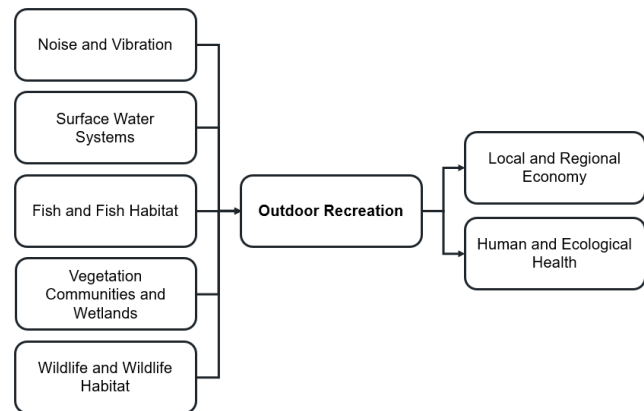 Noise and Vibration
Surface Water
Systems
Fish and Fish Habitat
Vegetation
Communities and
Wetlands
Wildlife and Wildlife
Habitat
Outdoor Recreation
Local and Regional
Economy
Human and Ecological
Health